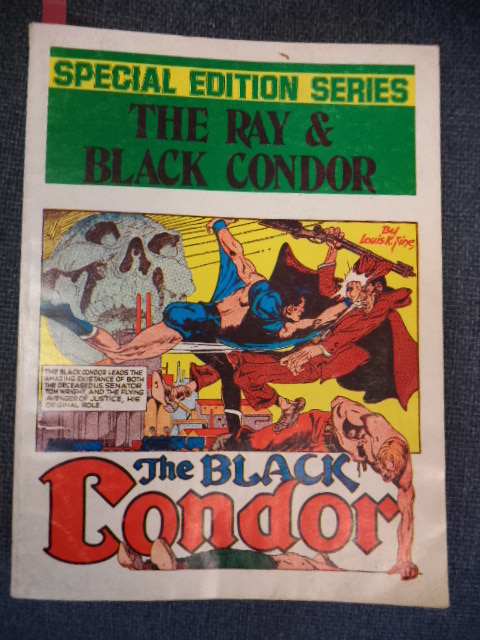 SPECIAL EDITION SERIES
THE RAY &
BLACK CONDOR
By
Louis K. Fine
THE BLACK CONDOR LEADS THE
AMAZING EXISTANCE OF BOTH
THE DECEASED U.S. SENATOR
TOM WRIGHT, AND THE FLYING
AVENGER OF JUSTICE, HIS
ORIGINAL ROLE.
The BLACK
Condor